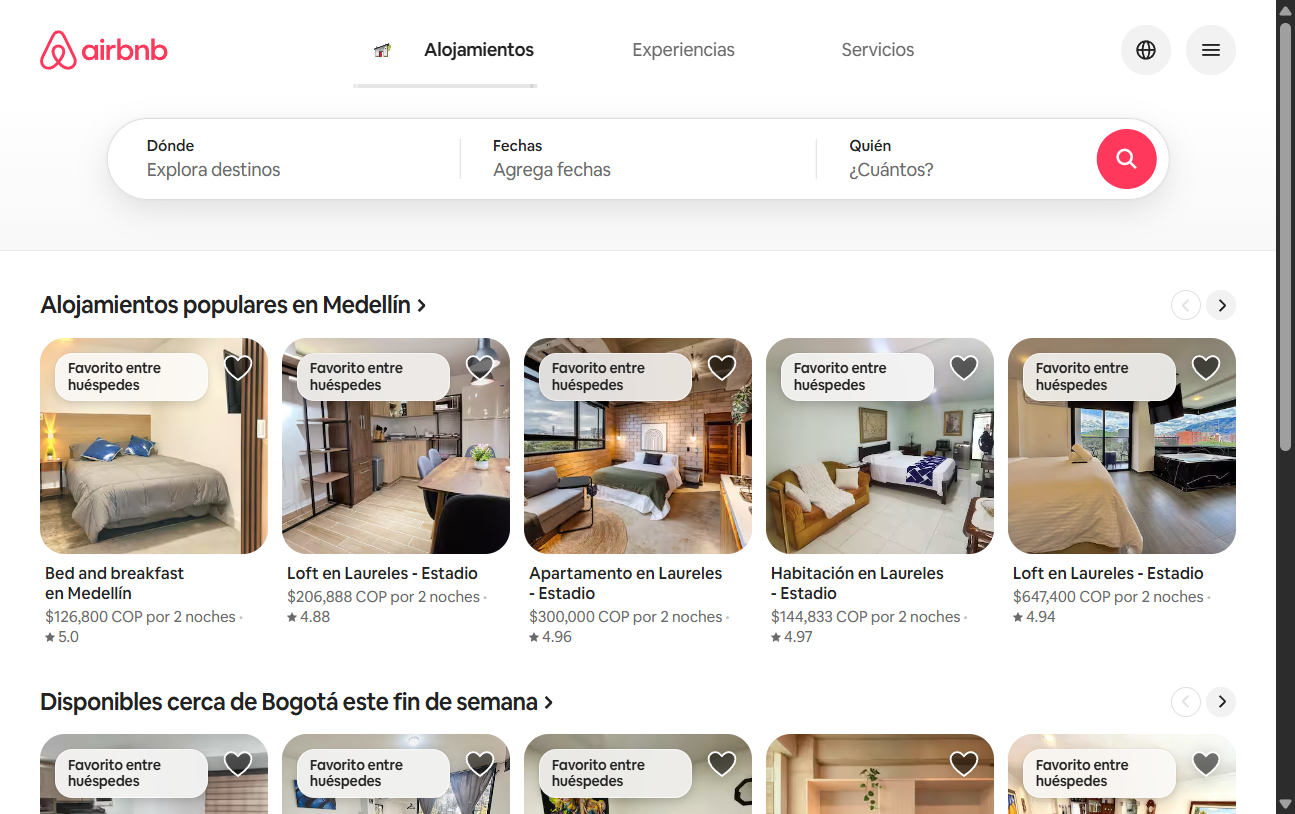 airbnb
Alojamientos
Experiencias
Servicios
Dónde
Explora destinos
Fechas
Agrega fechas
Quién
¿Cuántos?
Alojamientos populares en Medellín
Favorito entre
huéspedes
Favorito entre
huéspedes
Favorito entre
huéspedes
Favorito entre
huéspedes
Favorito entre
huéspedes
Bed and breakfast
en Medellín
$126,800 COP por 2 noches ·
★ 5.0
Loft en Laureles - Estadio
$206,888 COP por 2 noches ·
★ 4.88
Apartamento en Laureles
- Estadio
$300,000 COP por 2 noches ·
★ 4.96
Habitación en Laureles
- Estadio
$144,833 COP por 2 noches ·
★ 4.97
Loft en Laureles - Estadio
$647,400 COP por 2 noches ·
★ 4.94
Disponibles cerca de Bogotá este fin de semana
Favorito entre
huéspedes
Favorito entre
huéspedes
Favorito entre
huéspedes
Favorito entre
huéspedes